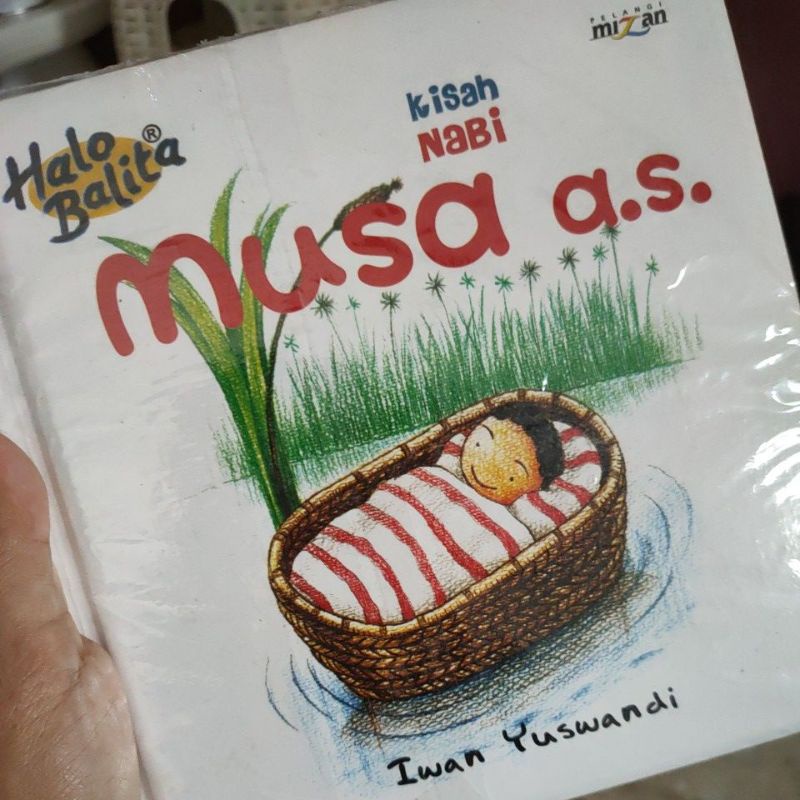 PELANGI
mizan
Halo
Balita®
kisah
NaBi
musa a.s.
Iwan Yuswandi